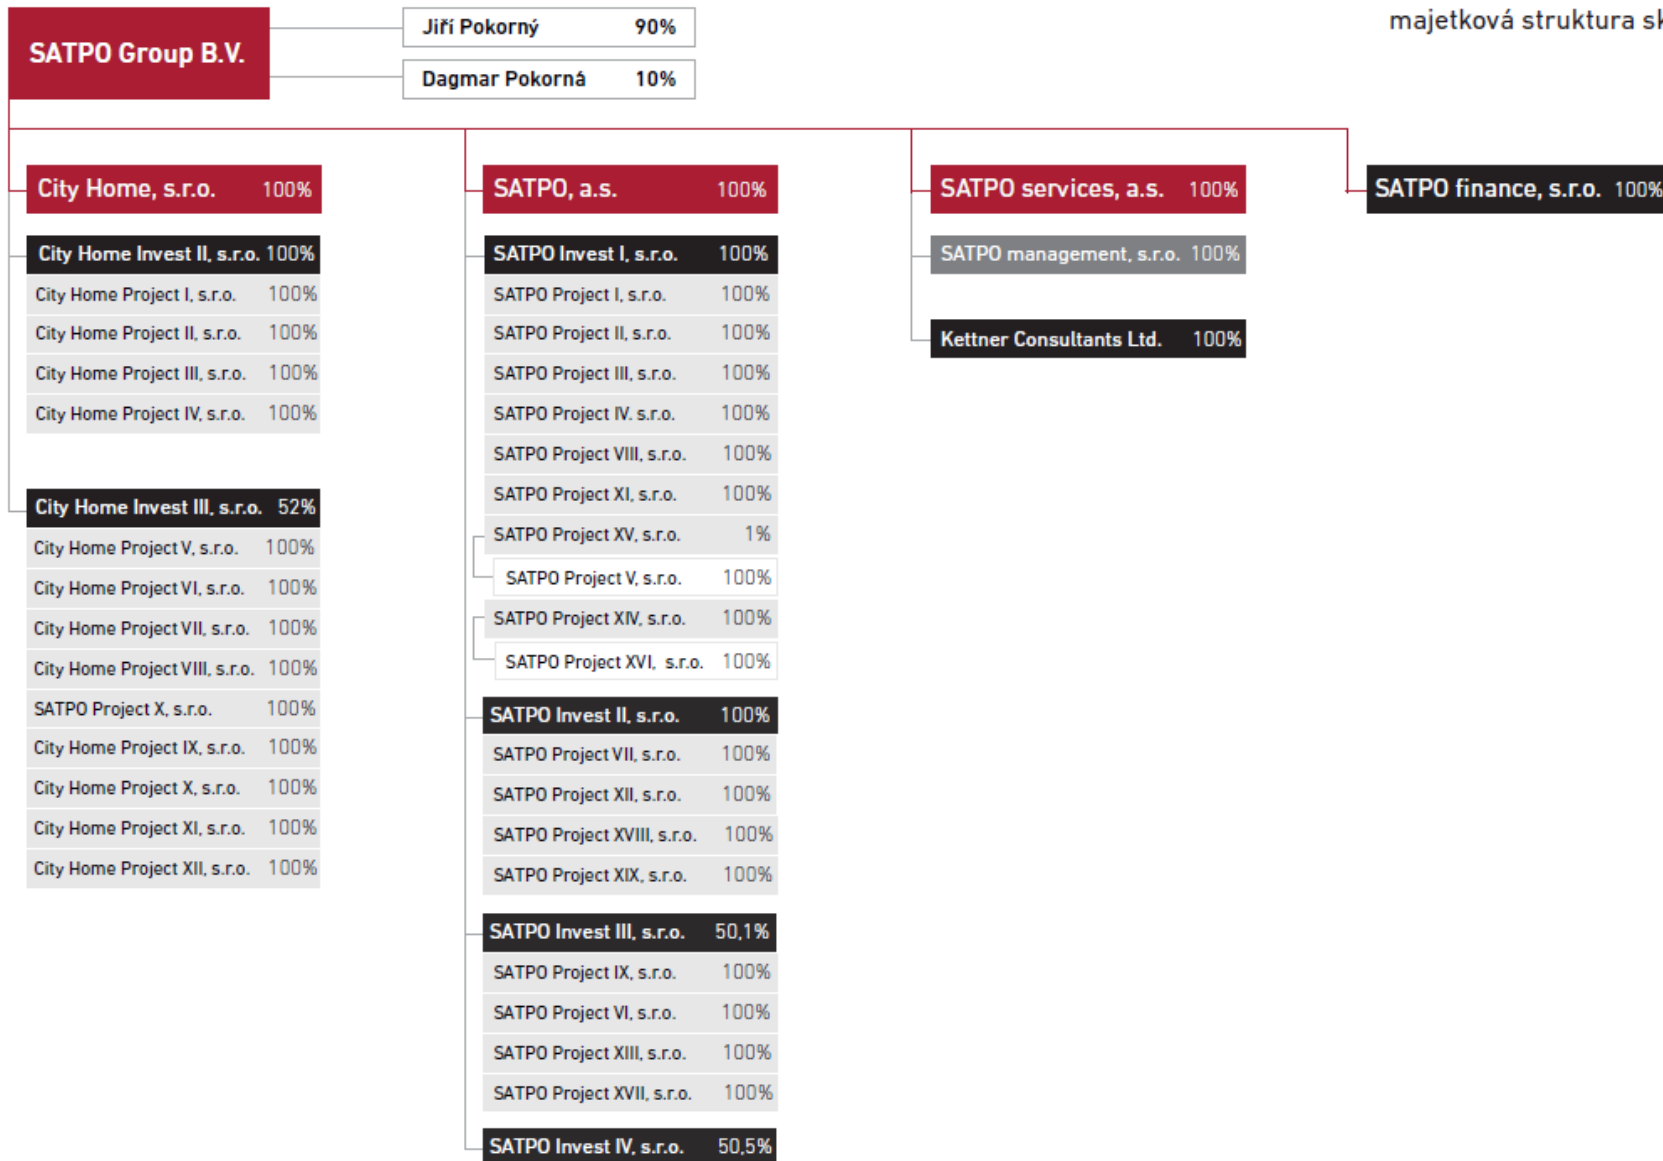 SATPO Group B.V.
Jiří Pokorný 90%
Dagmar Pokorná 10%
majetková struktura
City Home, s.r.o. 100%
City Home Invest II, s.r.o. 100%
City Home Project I, s.r.o. 100%
City Home Project II, s.r.o. 100%
City Home Project III, s.r.o. 100%
City Home Project IV, s.r.o. 100%
City Home Invest III, s.r.o. 52%
City Home Project V, s.r.o. 100%
City Home Project VI, s.r.o. 100%
City Home Project VII, s.r.o. 100%
City Home Project VIII, s.r.o. 100%
SATPO Project X, s.r.o. 100%
City Home Project IX, s.r.o. 100%
City Home Project X, s.r.o. 100%
City Home Project XI, s.r.o. 100%
City Home Project XII, s.r.o. 100%
SATPO, a.s. 100%
SATPO Invest I, s.r.o. 100%
SATPO Project I, s.r.o. 100%
SATPO Project II, s.r.o. 100%
SATPO Project III, s.r.o. 100%
SATPO Project IV. s.r.o. 100%
SATPO Project VIII, s.r.o. 100%
SATPO Project XI, s.r.o. 100%
SATPO Project XV, s.r.o. 1%
SATPO Project V, s.r.o. 100%
SATPO Project XIV, s.r.o. 100%
SATPO Project XVI, s.r.o. 100%
SATPO Invest II, s.r.o. 100%
SATPO Project VII, s.r.o. 100%
SATPO Project XII, s.r.o. 100%
SATPO Project XVIII, s.r.o. 100%
SATPO Project XIX, s.r.o. 100%
SATPO Invest III, s.r.o. 50,1%
SATPO Project IX, s.r.o. 100%
SATPO Project VI, s.r.o. 100%
SATPO Project XIII, s.r.o. 100%
SATPO Project XVII, s.r.o. 100%
SATPO Invest IV, s.r.o. 50,5%
SATPO services, a.s. 100%
SATPO management, s.r.o. 100%
Kettner Consultants Ltd. 100%
SATPO finance, s.r.o. 100%